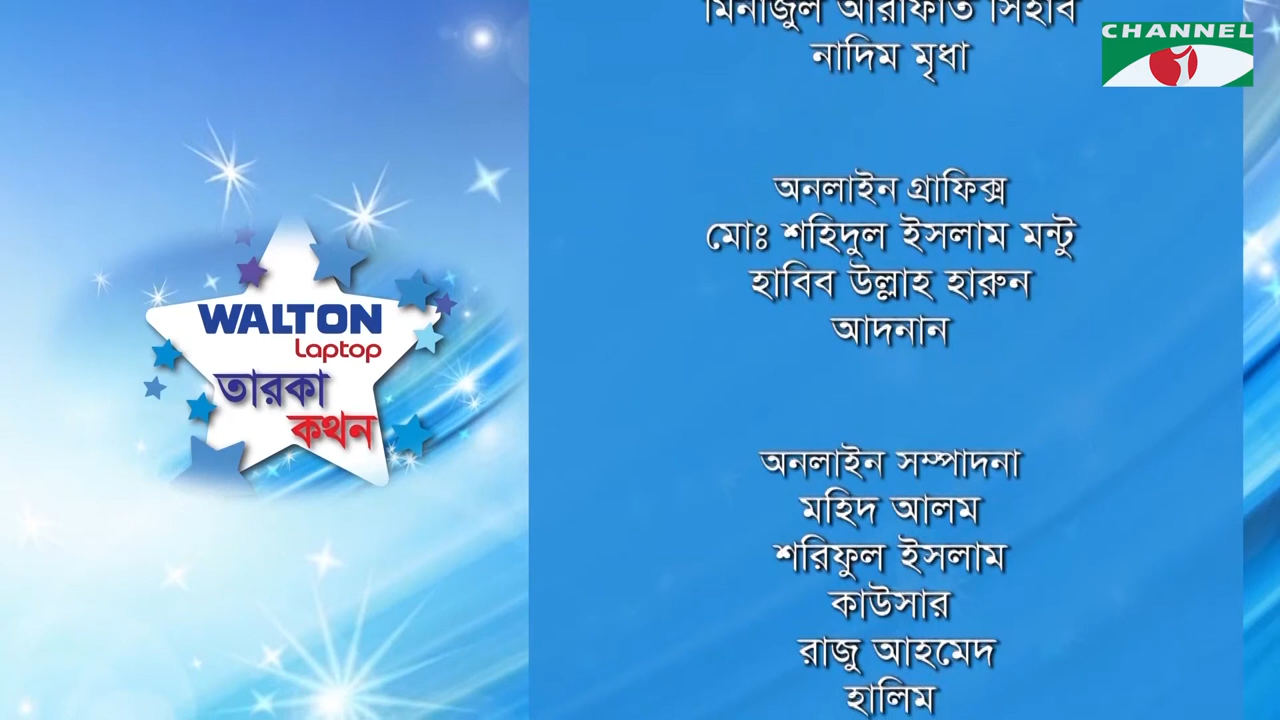 মিনাজুল আরাফাত সিহাব
নাদিম মৃধা
CHANNEL
অনলাইন গ্রাফিক্স
মোঃ শহিদুল ইসলাম মন্টু
হাবিব উল্লাহ হারুন
আদনান
WALTON
Laptop
তারকা
কথন
অনলাইন সম্পাদনা
মহিদ আলম
শরিফুল ইসলাম
কাউসার
রাজু আহমেদ
হালিম